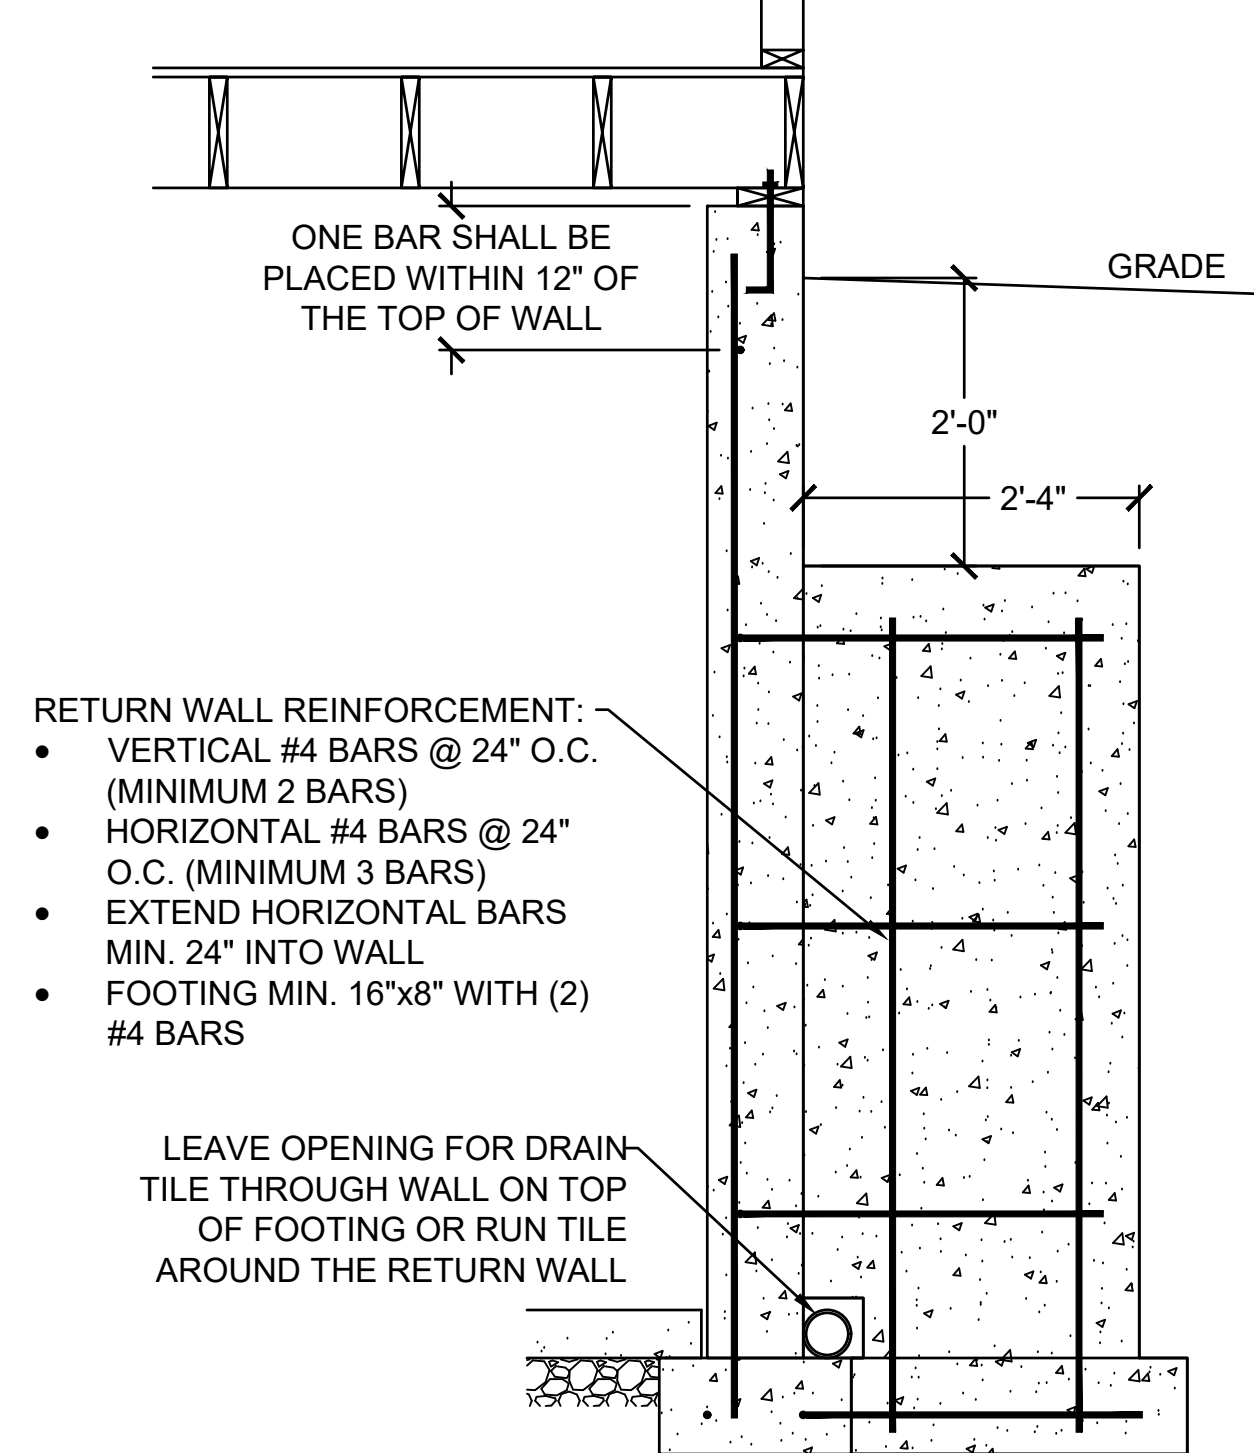 ONE BAR SHALL BE
PLACED WITHIN 12" OF
THE TOP OF WALL
GRADE
2'-0"
2'-4"
RETURN WALL REINFORCEMENT:
• VERTICAL #4 BARS @ 24" O.C.
(MINIMUM 2 BARS)
• HORIZONTAL #4 BARS @ 24"
O.C. (MINIMUM 3 BARS)
• EXTEND HORIZONTAL BARS
MIN. 24" INTO WALL
• FOOTING MIN. 16"x8" WITH (2)
#4 BARS
LEAVE OPENING FOR DRAIN
TILE THROUGH WALL ON TOP
OF FOOTING OR RUN TILE
AROUND THE RETURN WALL